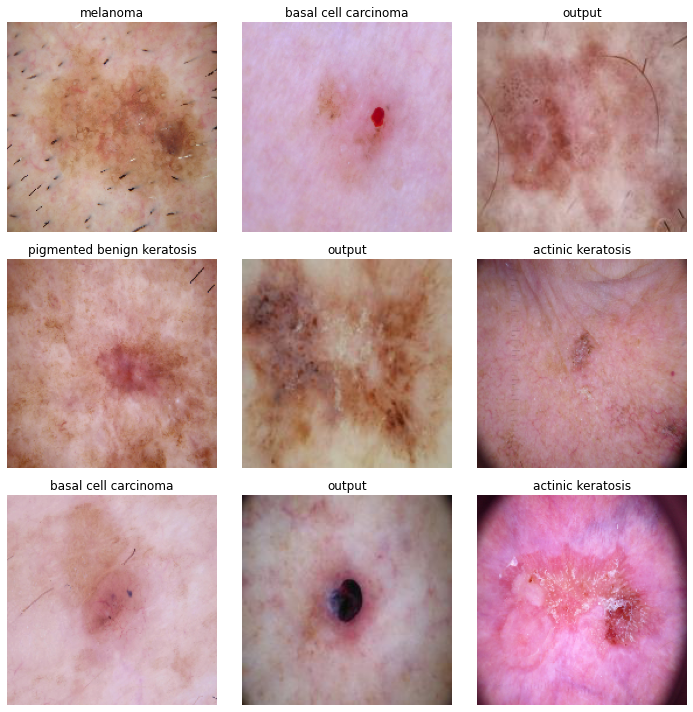 melanoma
basal cell carcinoma
output
pigmented benign keratosis
output
actinic keratosis
basal cell carcinoma
output
actinic keratosis